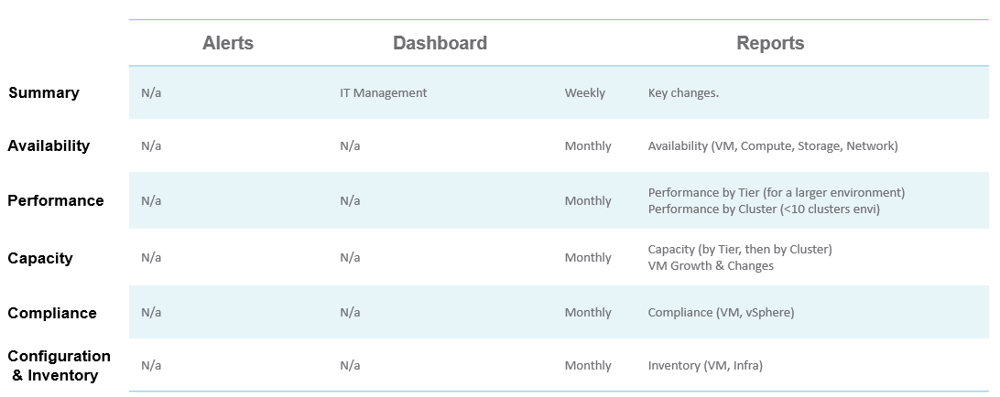 Alerts Dashboard Reports
Summary N/a IT Management Weekly Key changes.
Availability N/a N/a Monthly Availability (VM, Compute, Storage, Network)
Performance N/a N/a Monthly Performance by Tier (for a larger environment)
Performance by Cluster (<10 clusters envi)
Capacity N/a N/a Monthly Capacity (by Tier, then by Cluster)
VM Growth & Changes
Compliance N/a N/a Monthly Compliance (VM, vSphere)
Configuration
& Inventory N/a N/a Monthly Inventory (VM, Infra)